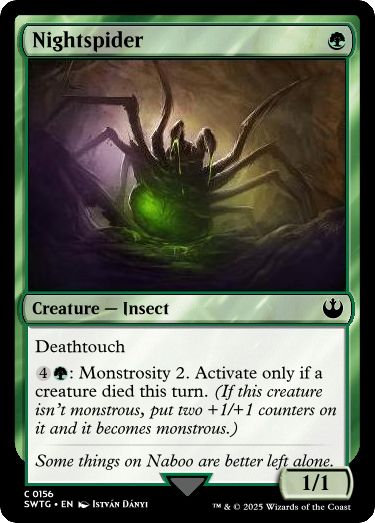 Nightspider
Creature — Insect
Deathtouch
4: Monstrosity 2. Activate only if a
creature died this turn. (If this creature
isn't monstrous, put two +1/+1 counters on
it and it becomes monstrous.)
Some things on Naboo are better left alone.
1/1
C 0156
SWTG • EN István Dányi
™ & © 2025 Wizards of the Coast